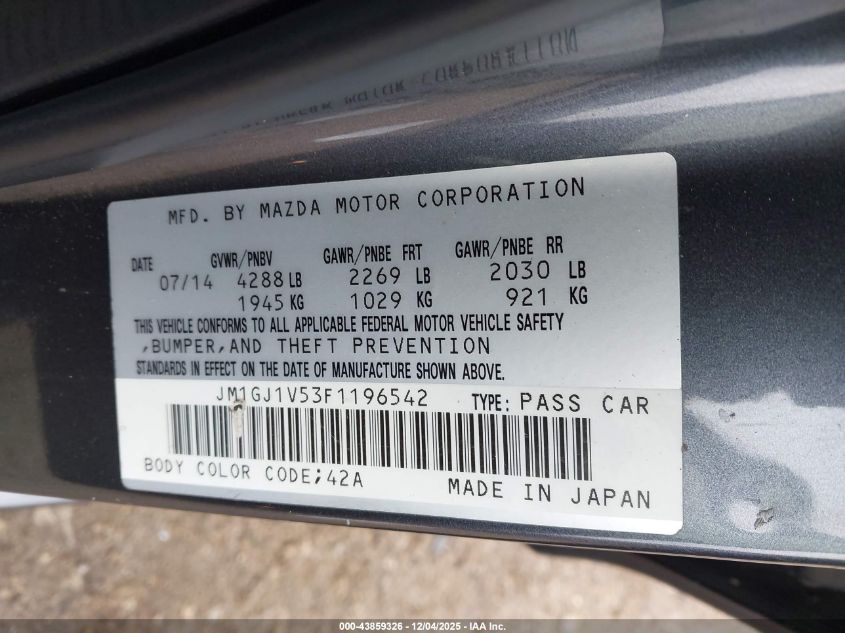 MFD. BY MAZDA MOTOR CORPORATION
DATE GVWR/PNBV GAWR/PNBE FRT GAWR/PNBE RR
07/14 4288 LB 2269 LB 2030 LB
1945 KG 1029 KG 921 KG
THIS VEHICLE CONFORMS TO ALL APPLICABLE FEDERAL MOTOR VEHICLE SAFETY
,BUMPER,AND THEFT PREVENTION
STANDARDS IN EFFECT ON THE DATE OF MANUFACTURE SHOWN ABOVE.
JM1GJ1V53F1196542 TYPE: PASS CAR
BODY COLOR CODE;42A
MADE IN JAPAN
000-43859326 - 12/04/2025 - IAA Inc.